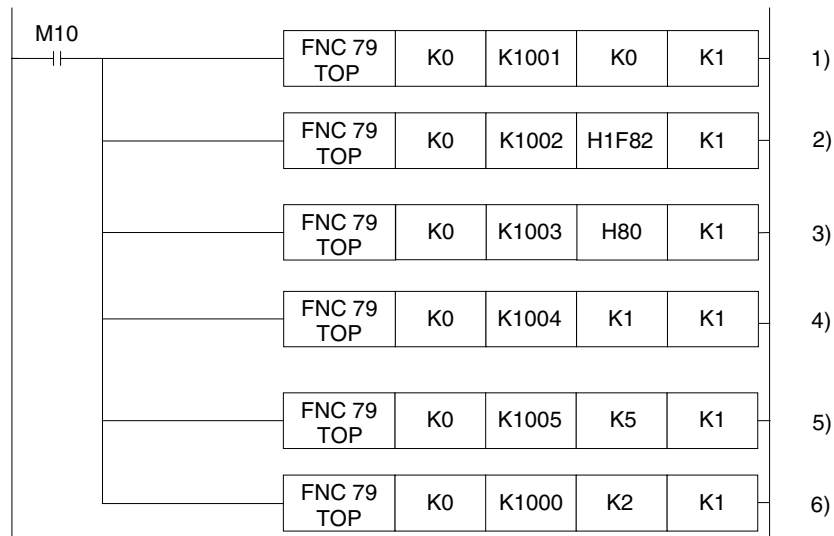 M10
FNC 79 TOP K0 K1001 K0 K1 1)
FNC 79 TOP K0 K1002 H1F82 K1 2)
FNC 79 TOP K0 K1003 H80 K1 3)
FNC 79 TOP K0 K1004 K1 K1 4)
FNC 79 TOP K0 K1005 K5 K1 5)
FNC 79 TOP K0 K1000 K2 K1 6)